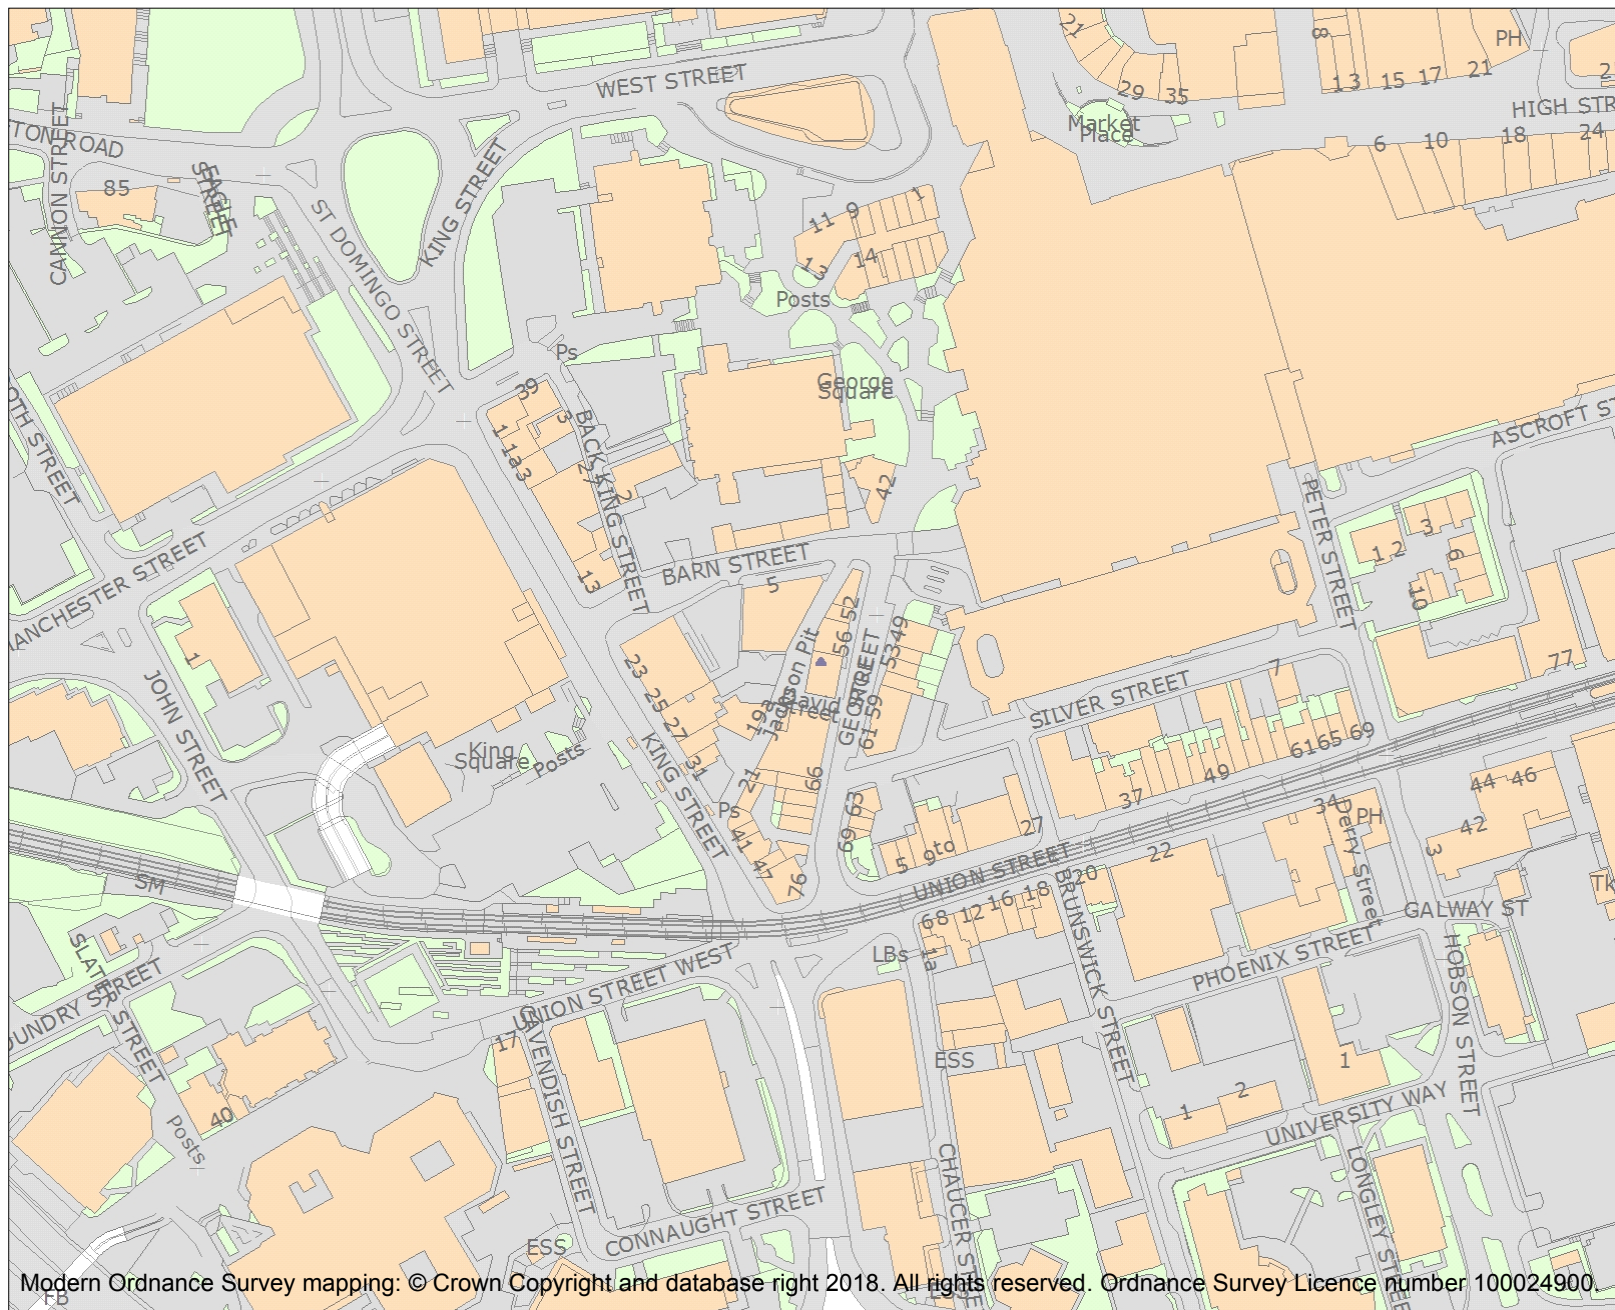 21
8
PH
WEST STREET
29
35
13
15
17
21
2
HIGH STR
Market
Place
6
10
18
24
TON ROAD
CANNON STREET
85
EAGLE
STREET
ST DOMINGO STREET
KING STREET
11
9
1
13
14
Posts
Ps
George
Square
39
3
1
1a
3
BACK KING STREET
27
2
42
ASCROFT ST
OTH STREET
PETER STREET
3
1
2
6
10
MANCHESTER STREET
BARN STREET
13
5
52
56
49
53
1
JOHN STREET
23
25
27
31
19a
Jackson Pit
David
Street
GEORGE STREET
59
61
SILVER STREET
7
77
King
Square
Posts
KING STREET
21
66
Ps
63
69
41
47
76
37
49
61
65
69
27
5
9
to
UNION STREET
22
20
34
PH
Derry Street
44
46
42
3
Tk
SM
SLATER STREET
FOUNDRY STREET
68
12
16
18
1a
LBs
BRUNSWICK STREET
GALWAY ST
PHOENIX STREET
HOBSON STREET
UNION STREET WEST
17
CAVENDISH STREET
ESS
1
2
1
UNIVERSITY WAY
40
Posts
CHAUCER STREET
LONGLEY STREET
CONNAUGHT STREET
ESS
FB
Modern Ordnance Survey mapping: © Crown Copyright and database right 2018. All rights reserved. Ordnance Survey Licence number 100024900.